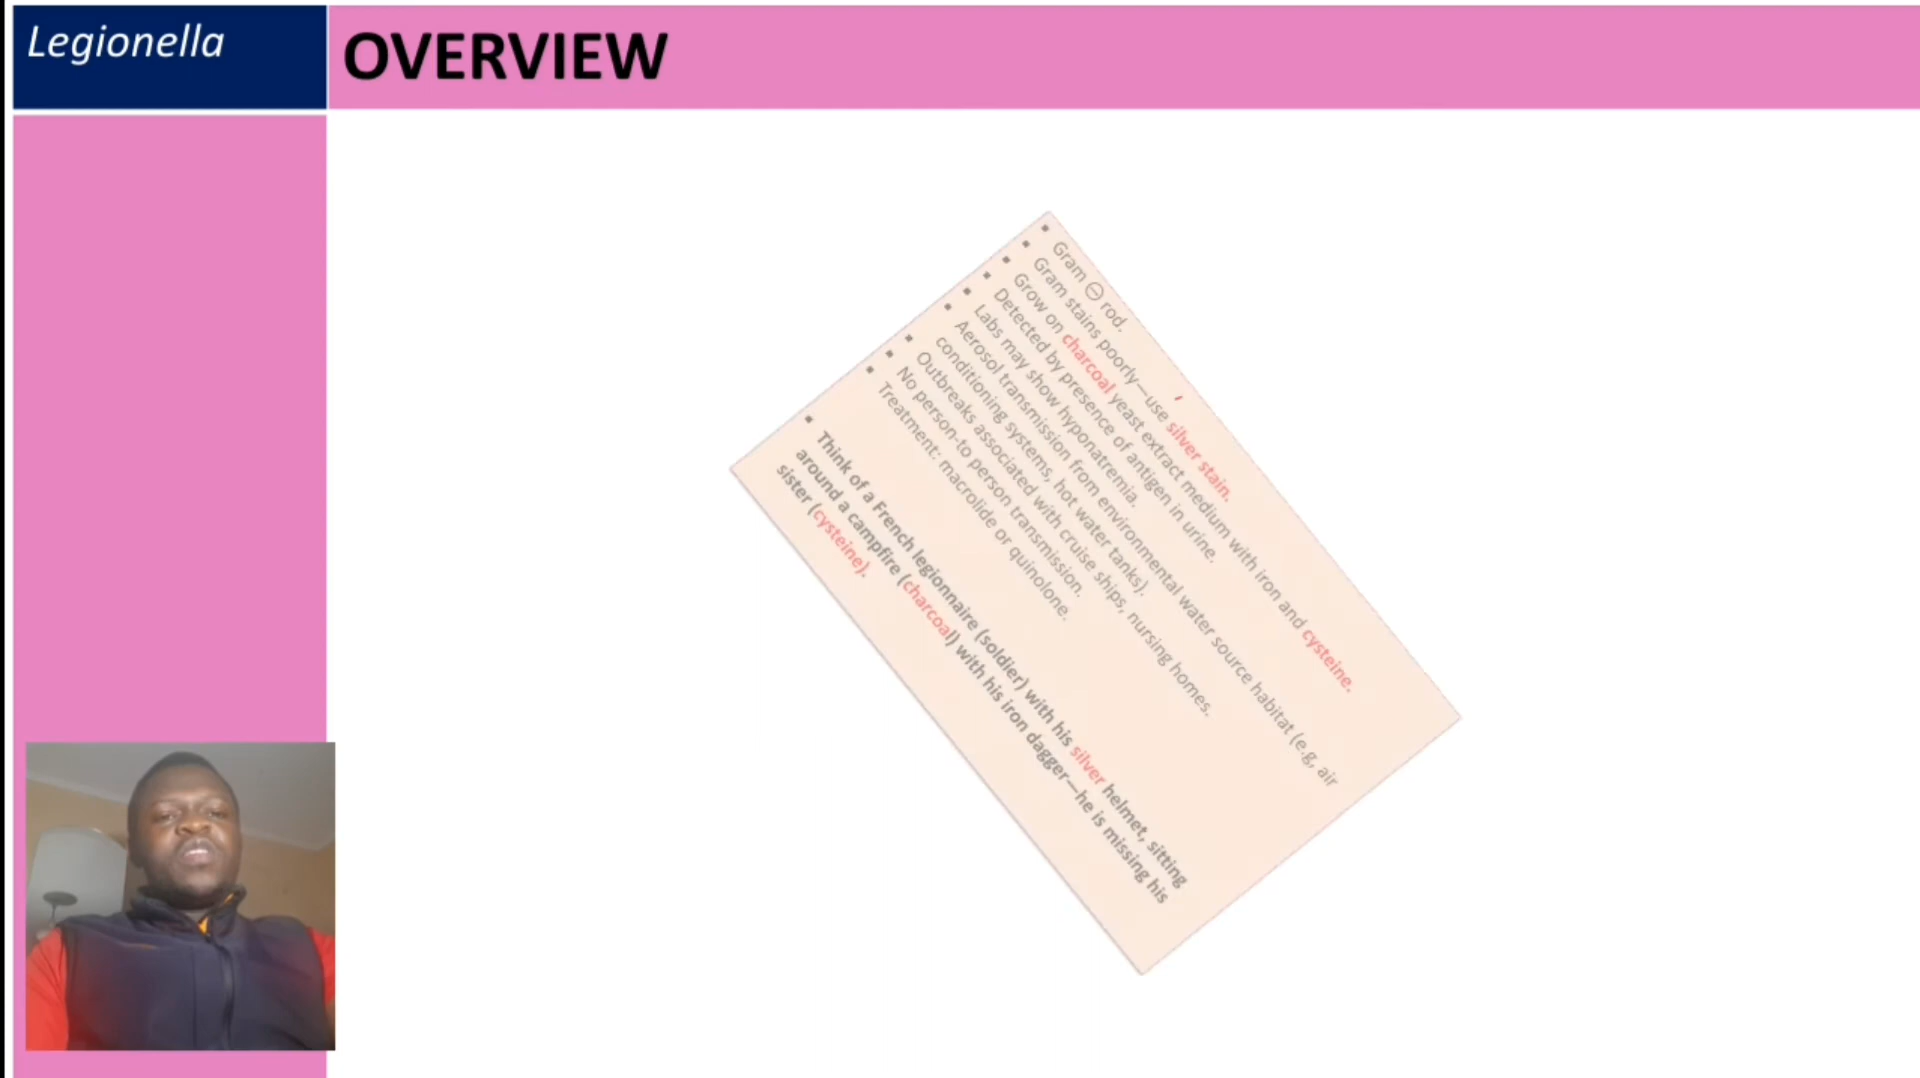 Legionella
OVERVIEW
▪ Gram ⊖ rod.
▪ Gram stains poorly—use silver stain.
▪ Grow on charcoal yeast extract medium with iron and cysteine.
▪ Detected by presence of antigen in urine.
▪ Labs may show hyponatremia.
▪ Aerosol transmission from environmental water source habitat (e.g, air
conditioning systems, hot water tanks).
▪ Outbreaks associated with cruise ships, nursing homes.
▪ No person-to person transmission.
▪ Treatment: macrolide or quinolone.
▪ Think of a French legionnaire (soldier) with his silver helmet, sitting
around a campfire (charcoal) with his iron dagger—he is missing his
sister (cysteine).